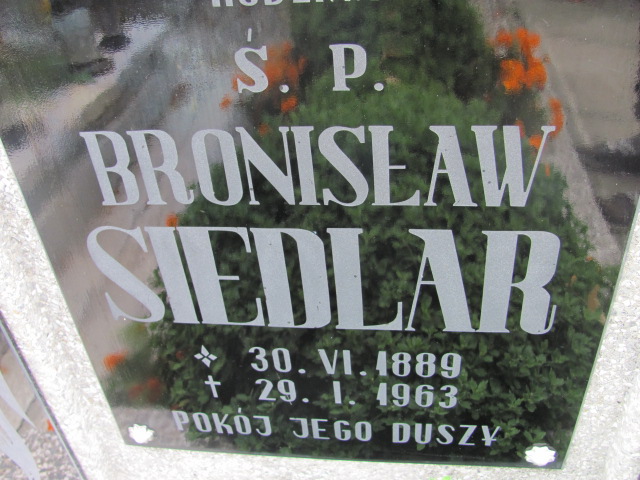 Ś. P.
BRONISŁAW
SIEDLAR
30. VI. 1889
† 29. I. 1963
POKÓJ JEGO DUSZY